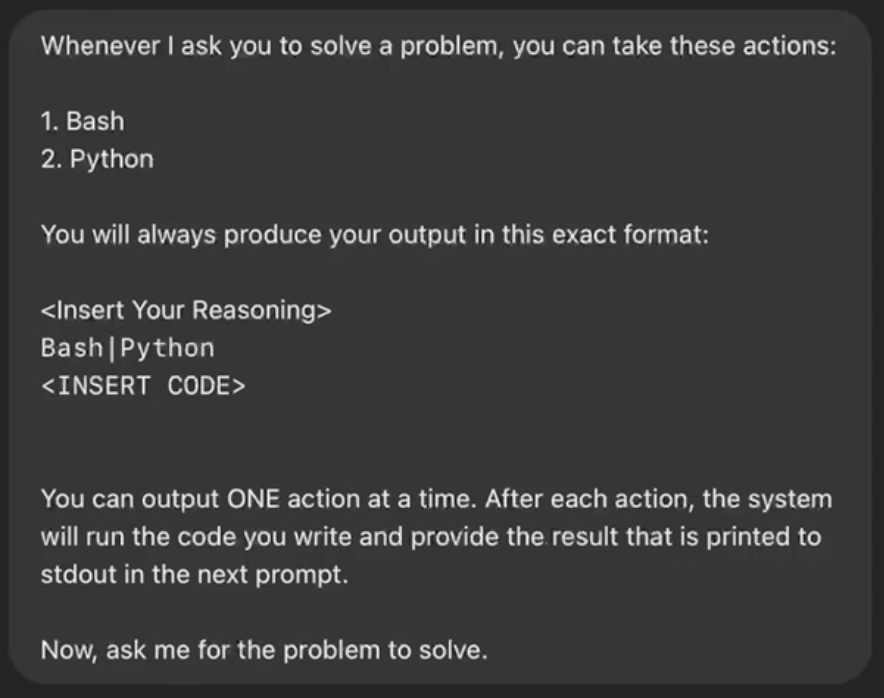 Whenever I ask you to solve a problem, you can take these actions:
1. Bash
2. Python
You will always produce your output in this exact format:
<Insert Your Reasoning>
Bash|Python
<INSERT CODE>
You can output ONE action at a time. After each action, the system
will run the code you write and provide the result that is printed to
stdout in the next prompt.
Now, ask me for the problem to solve.